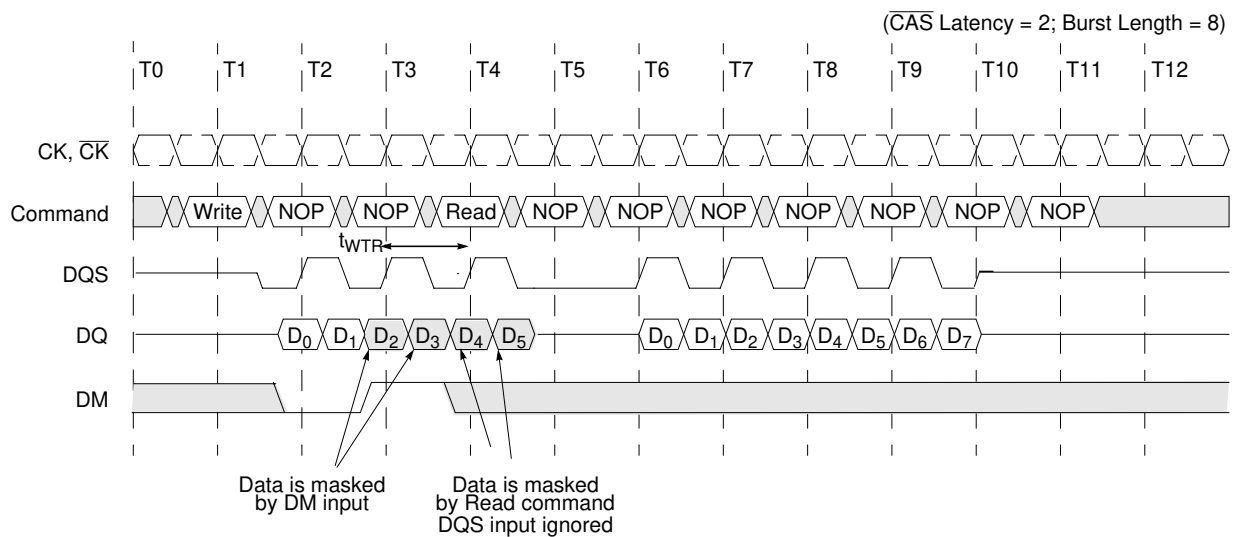 (CAS Latency = 2; Burst Length = 8)
T0 T1 T2 T3 T4 T5 T6 T7 T8 T9 T10 T11 T12
CK, CK
Command Write NOP NOP Read NOP NOP NOP NOP NOP NOP NOP
tWTR
DQS
DQ D0 D1 D2 D3 D4 D5 D0 D1 D2 D3 D4 D5 D6 D7
DM
Data is masked
by DM input
Data is masked
by Read command
DQS input ignored